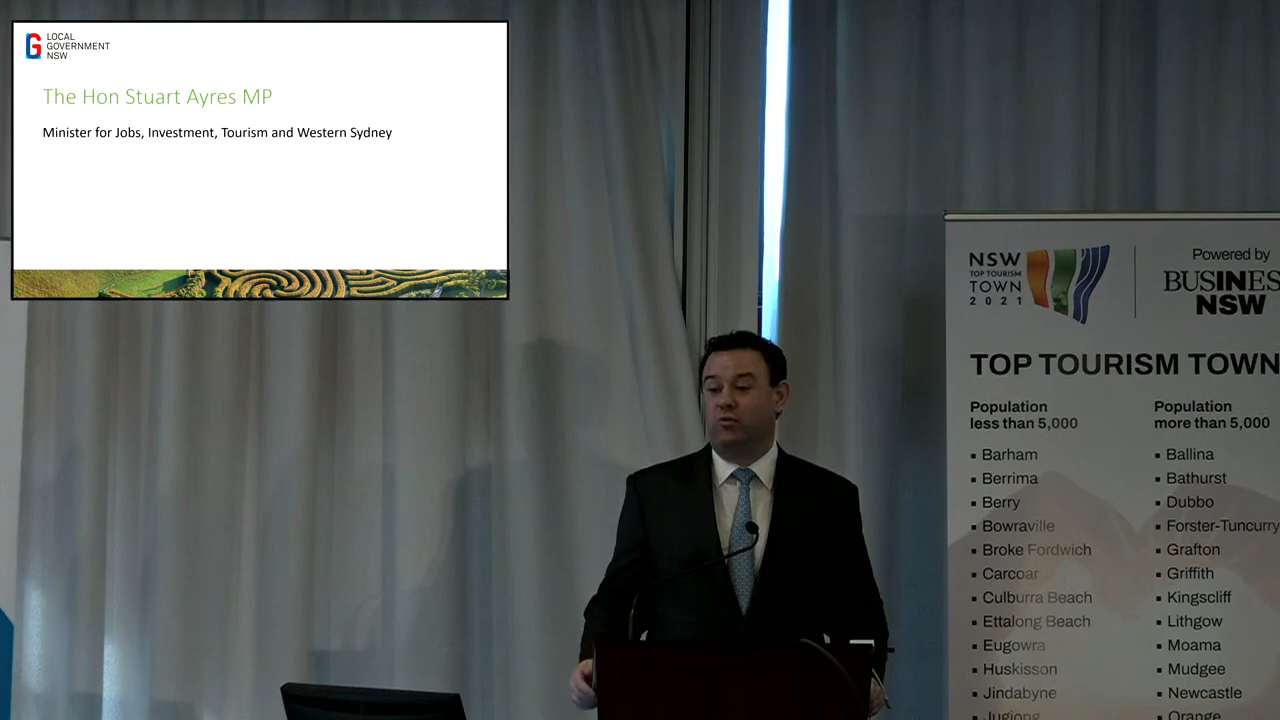 LOCAL
GOVERNMENT
NSW
The Hon Stuart Ayres MP
Minister for Jobs, Investment, Tourism and Western Sydney
NSW
TOP TOURISM
TOWN
2021
Powered by
BUSINES
NSW
TOP TOURISM TOWN
Population
less than 5,000
▪ Barham
▪ Berrima
▪ Berry
▪ Bowraville
▪ Broke Fordwich
▪ Carcoar
▪ Culburra Beach
▪ Ettalong Beach
▪ Eugowra
▪ Huskisson
▪ Jindabyne
▪ Jugiong
Population
more than 5,000
▪ Ballina
▪ Bathurst
▪ Dubbo
▪ Forster-Tuncurry
▪ Grafton
▪ Griffith
▪ Kingscliff
▪ Lithgow
▪ Moama
▪ Mudgee
▪ Newcastle
▪ Orange